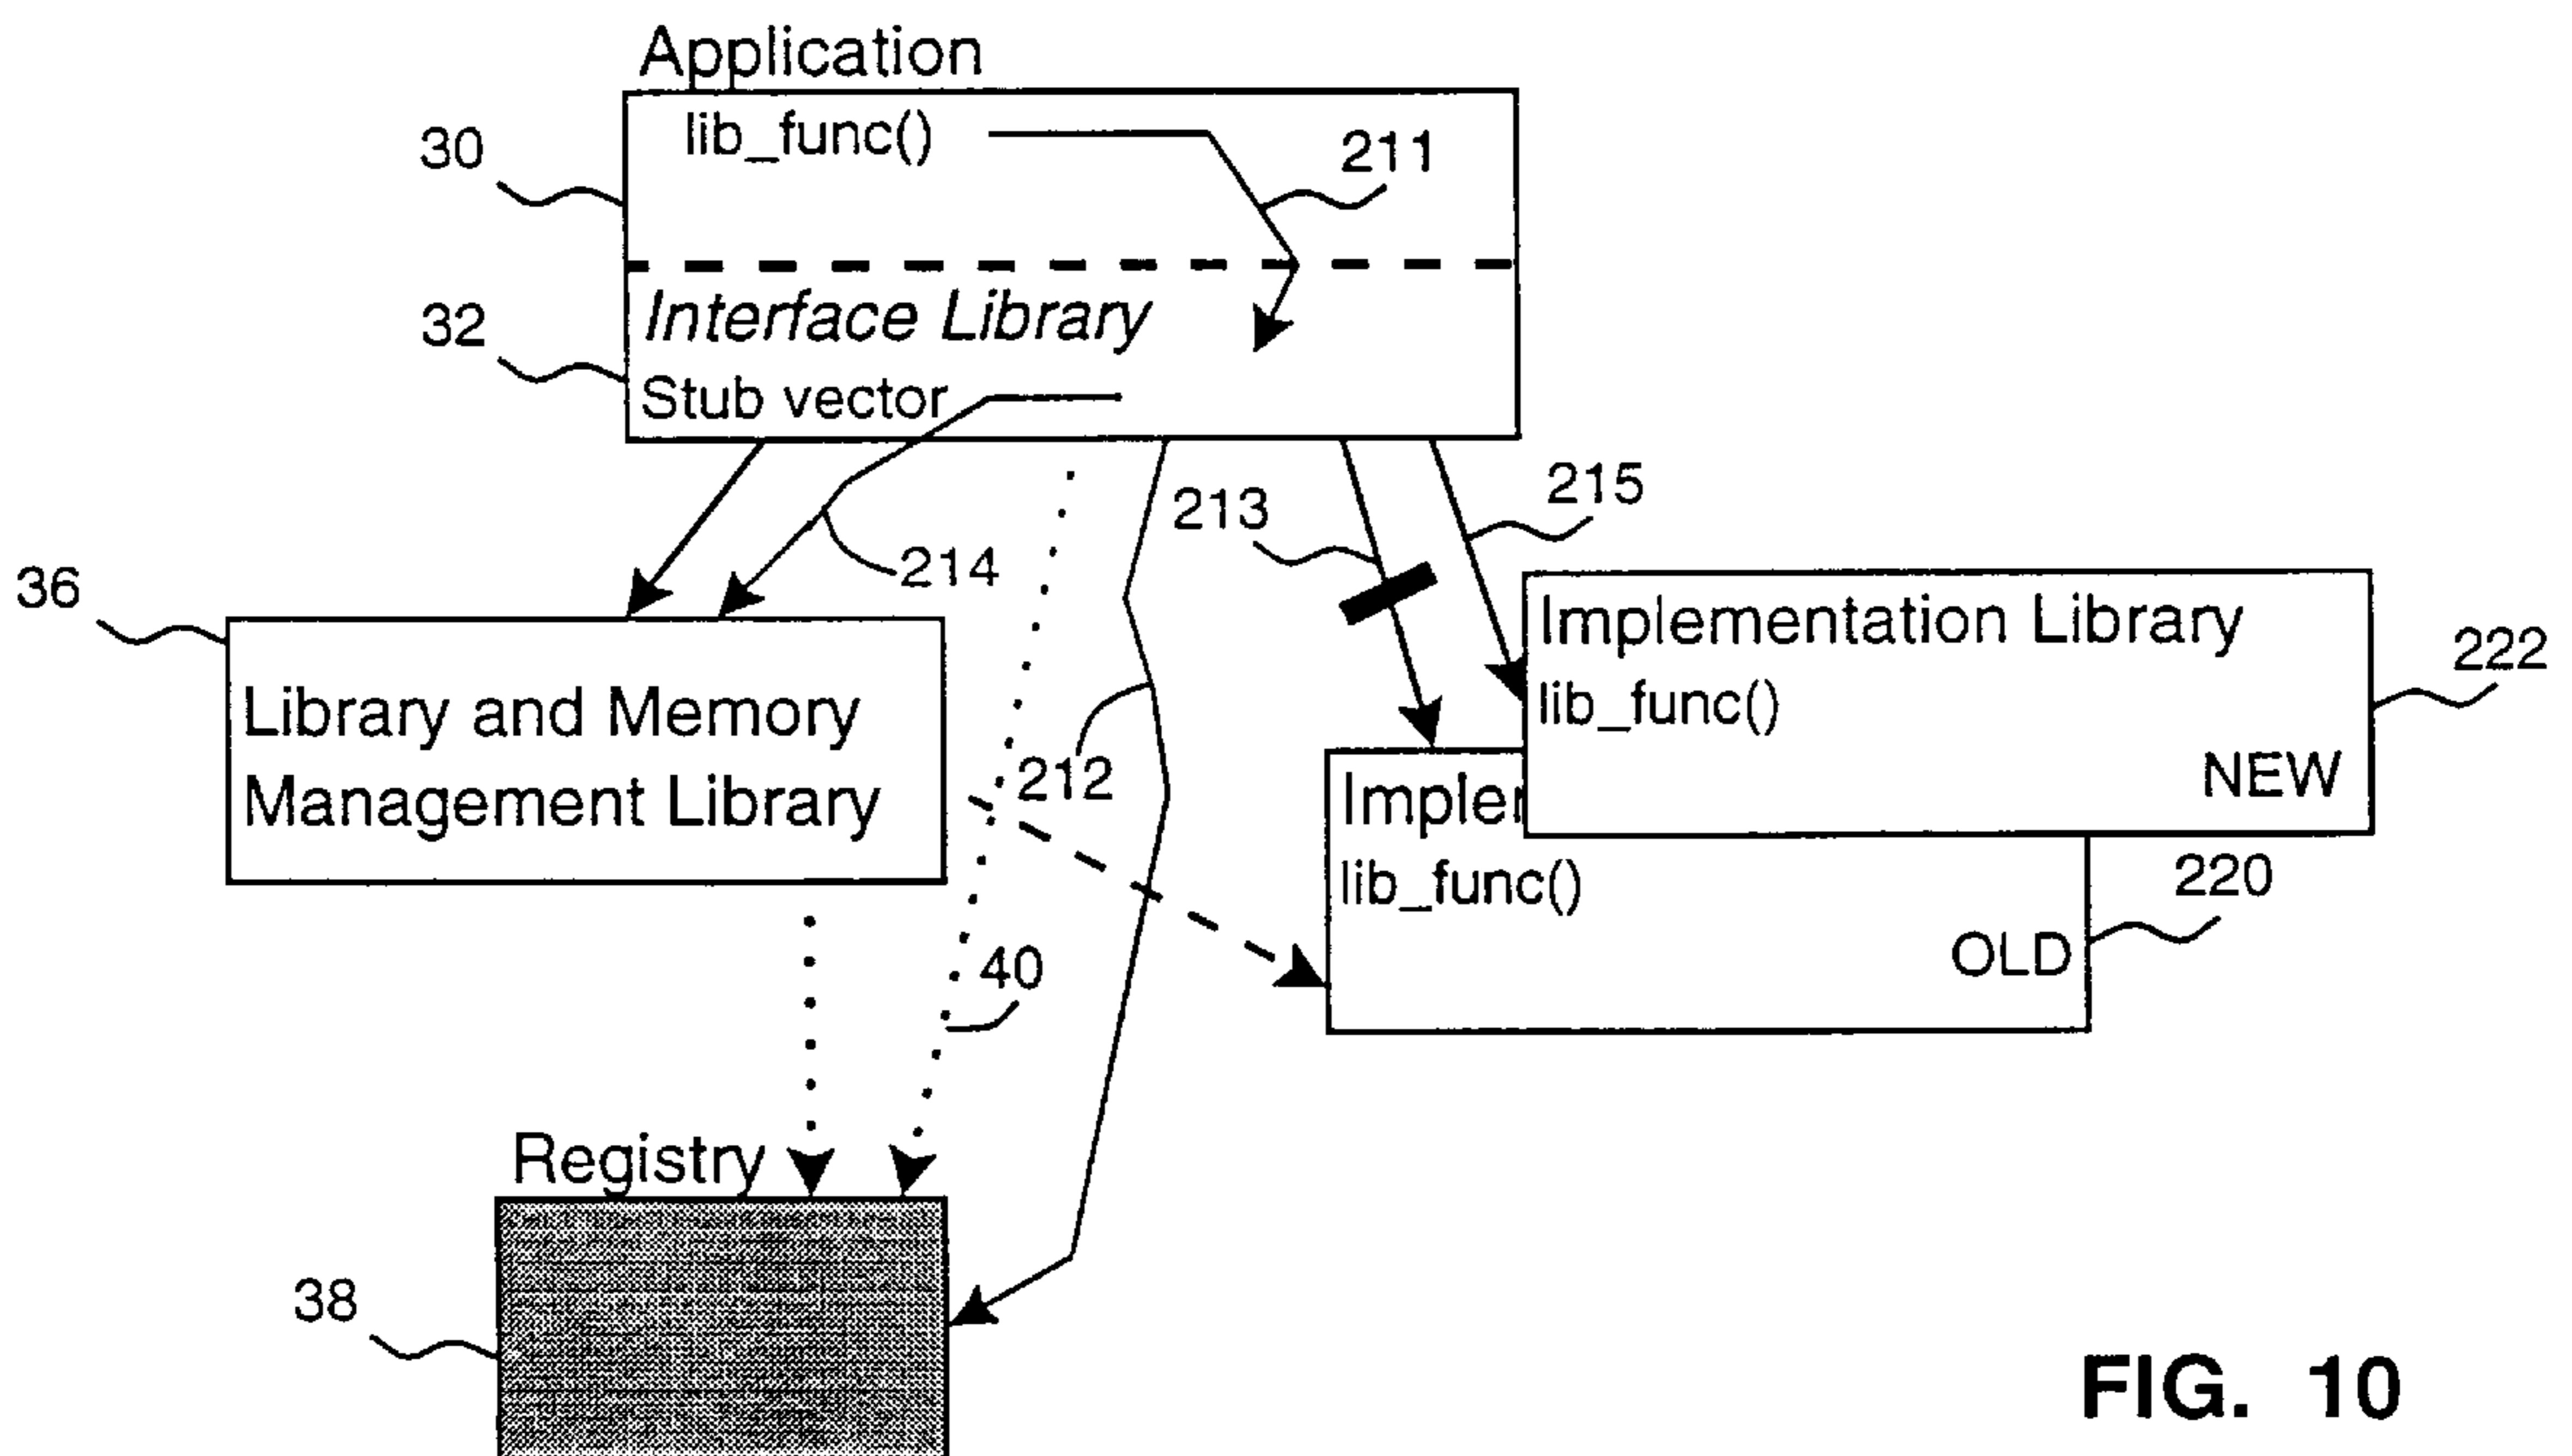 Application
lib_func()
30
211
Interface Library
32
Stub vector
213
215
214
36
Implementation Library
222
Library and Memory
lib_func()
NEW
212
Management Library
Impler
lib_func()
220
OLD
40
Registry
38
FIG. 10